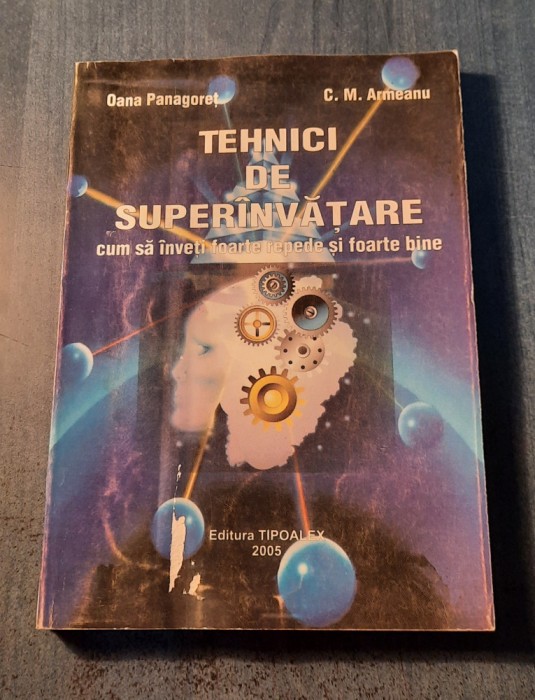 Oana Panagoreț
C. M. Armeanu
TEHNICI
DE
SUPERÎNVĂȚARE
cum să înveți foarte repede și foarte bine
Editura TIPOALEX
2005